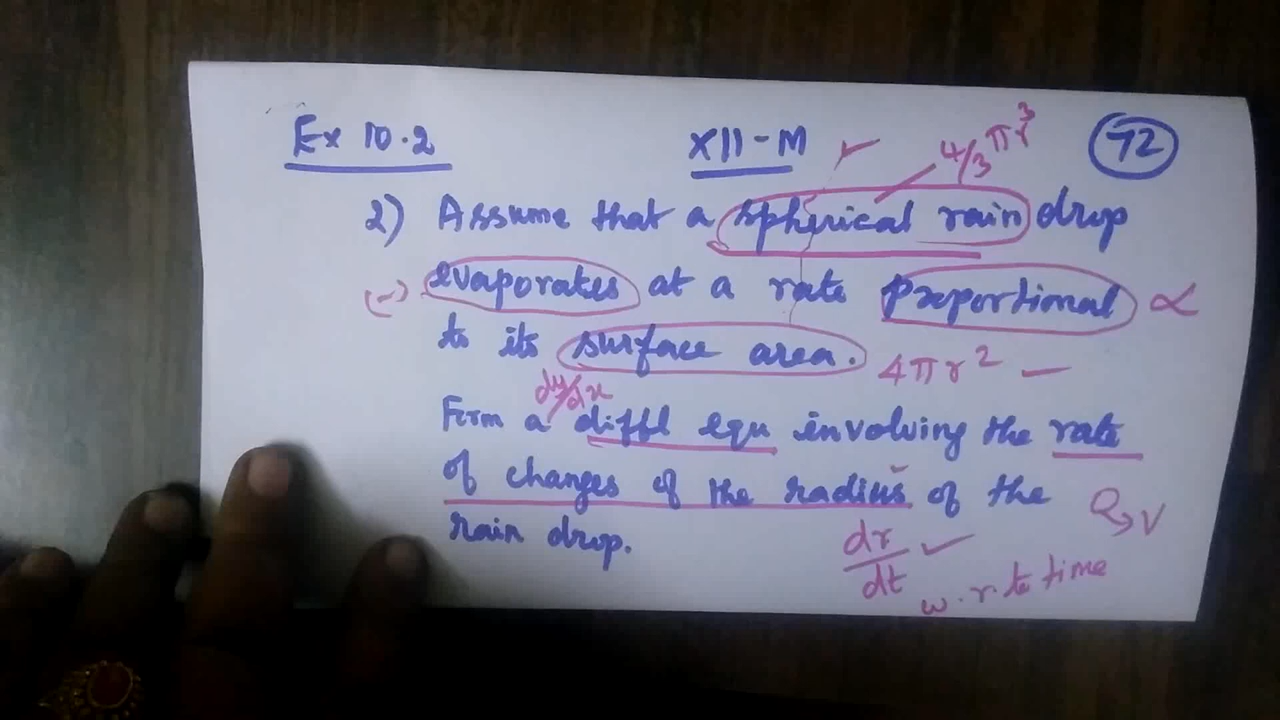 Ex 10.2 XII-M 72
4/3 πr³
2) Assume that a spherical rain drop
(-) evaporates at a rate proportional ∝
to its surface area. 4πr² -
dy/dx
Form a diffl equ involving the rate
of changes of the radius of the
rain drop.
dr/dt ✓
w.r.to time